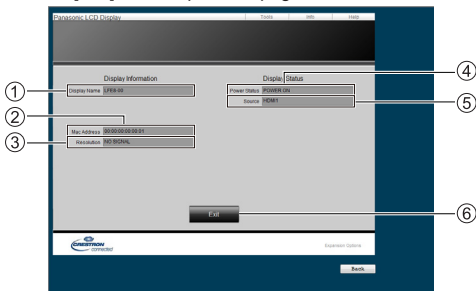 Panasonic LCD Display Tools Info Help
Display Information
Display Status
④
① Display Name LFE8-00
Power Status POWER ON
Source HDMI1 ⑤
②
Mac Address 00:00:00:00:00:01
③ Resolution NO SIGNAL
Exit ⑥
CRESTRON
connected
Expansion Options
Back